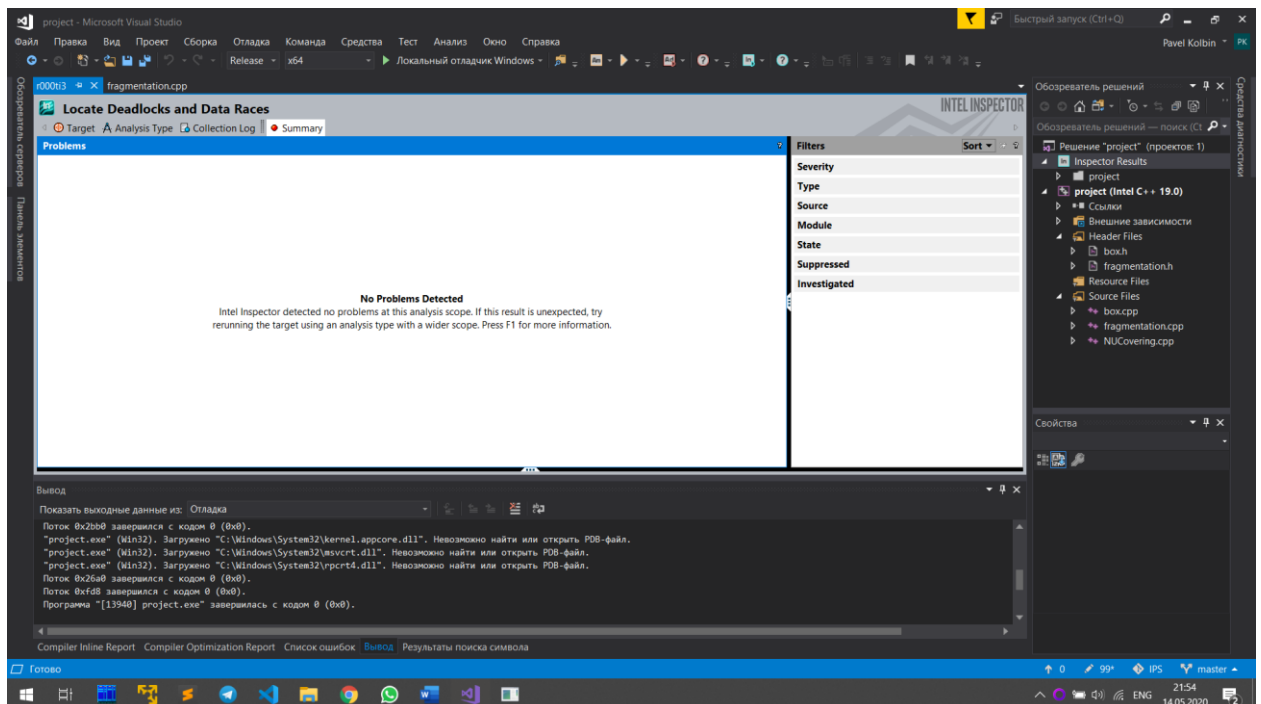 project - Microsoft Visual Studio
Быстрый запуск (Ctrl+Q)
Файл Правка Вид Проект Сборка Отладка Команда Средства Тест Анализ Окно Справка
Pavel Kolbin PK
Release x64 Локальный отладчик Windows
r000ti3 fragmentation.cpp
Обозреватель серверов
Панель элементов
Locate Deadlocks and Data Races
INTEL INSPECTOR
Target Analysis Type Collection Log Summary
Problems
No Problems Detected
Intel Inspector detected no problems at this analysis scope. If this result is unexpected, try
rerunning the target using an analysis type with a wider scope. Press F1 for more information.
Filters Sort
Severity
Type
Source
Module
State
Suppressed
Investigated
Обозреватель решений
Обозреватель решений — поиск (Ct
Решение "project" (проектов: 1)
Inspector Results
project
project (Intel C++ 19.0)
Ссылки
Внешние зависимости
Header Files
box.h
fragmentation.h
Resource Files
Source Files
box.cpp
fragmentation.cpp
NUCovering.cpp
Средства диагностики
Свойства
Вывод
Показать выходные данные из: Отладка
Поток 0x2bb0 завершился с кодом 0 (0x0).
"project.exe" (Win32). Загружено "C:\Windows\System32\kernel.appcore.dll". Невозможно найти или открыть PDB-файл.
"project.exe" (Win32). Загружено "C:\Windows\System32\msvcrt.dll". Невозможно найти или открыть PDB-файл.
"project.exe" (Win32). Загружено "C:\Windows\System32\rpcrt4.dll". Невозможно найти или открыть PDB-файл.
Поток 0x26a0 завершился с кодом 0 (0x0).
Поток 0xfd8 завершился с кодом 0 (0x0).
Программа "[13940] project.exe" завершилась с кодом 0 (0x0).
Compiler Inline Report Compiler Optimization Report Список ошибок Вывод Результаты поиска символа
Готово
0 99+ IPS master
ENG 21:54
14.05.2020